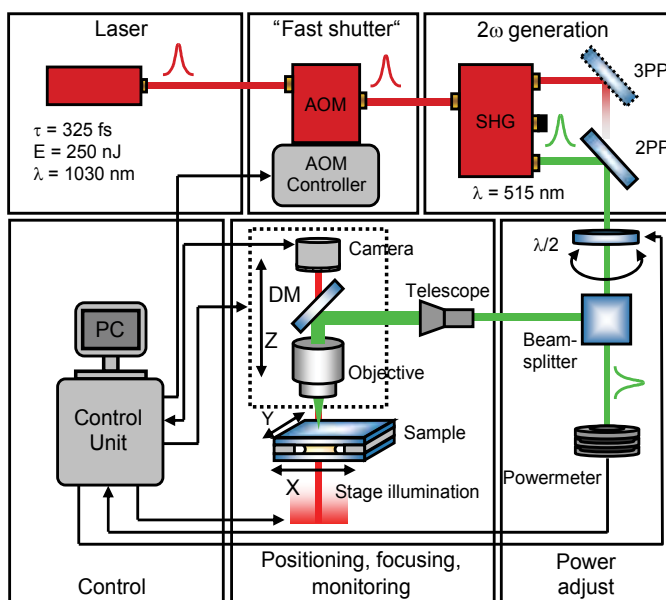 Laser
"Fast shutter“
2ω generation
3PP
AOM
SHG
2PP
τ = 325 fs
E = 250 nJ
λ = 1030 nm
AOM
Controller
λ = 515 nm
Camera
λ/2
DM
Telescope
PC
Z
Beam-
splitter
Objective
Control
Unit
Y
Sample
X
Stage illumination
Powermeter
Control
Positioning, focusing,
monitoring
Power
adjust